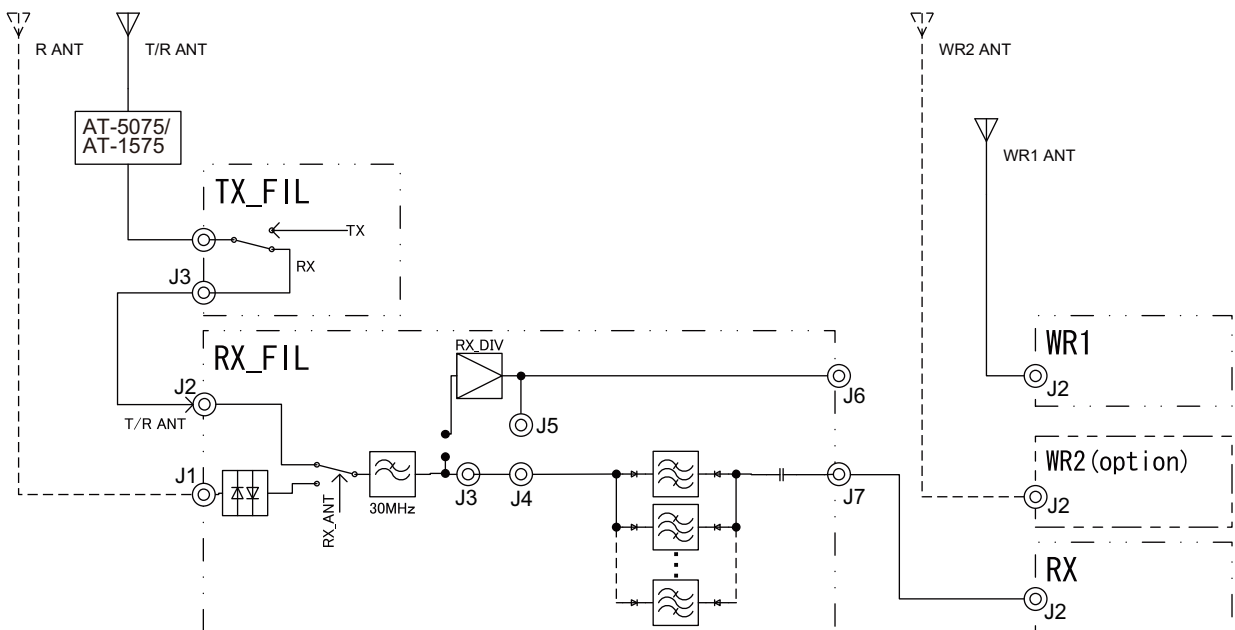 R ANT
T/R ANT
WR2 ANT
AT-5075/
AT-1575
WR1 ANT
TX_FIL
TX
RX
J3
RX_FIL
RX_DIV
WR1
J2
J6
J2
T/R ANT
J5
WR2(option)
J1
J3
J4
J7
J2
30MHz
RX_ANT
RX
J2